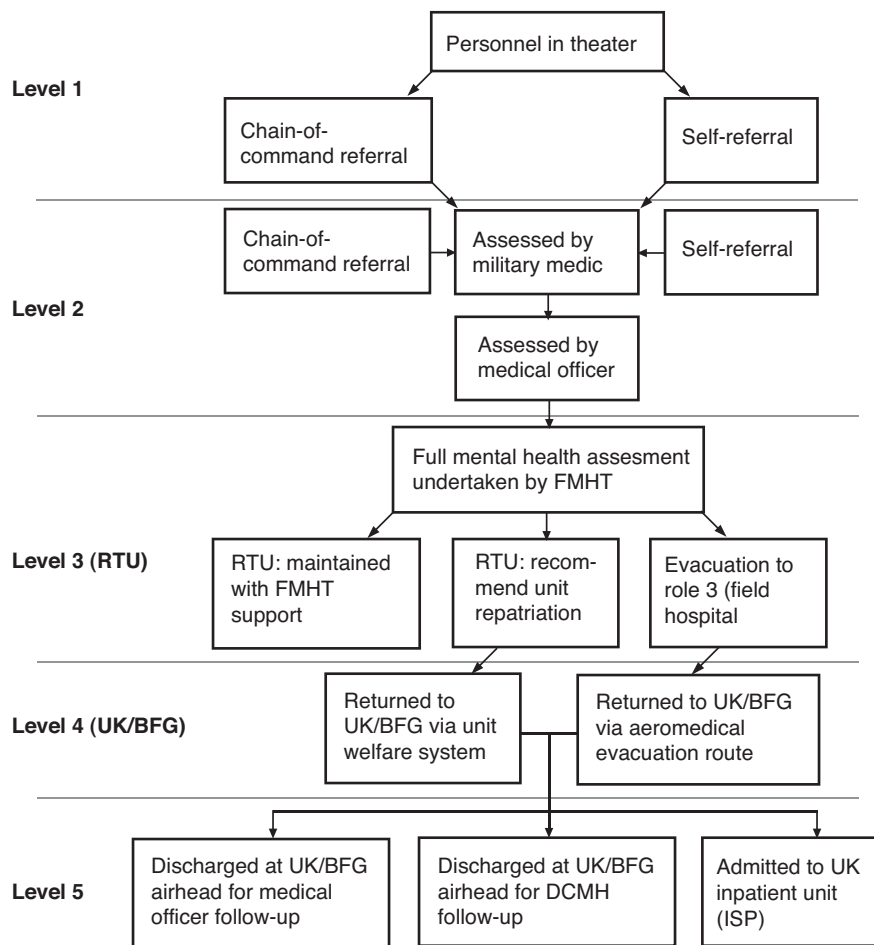 Personnel in theater
Level 1
Chain-of-
command referral
Self-referral
Chain-of-
command referral
Assessed by
military medic
Self-referral
Level 2
Assessed by
medical officer
Full mental health assesment
undertaken by FMHT
Level 3 (RTU)
RTU: maintained
with FMHT
support
RTU: recom-
mend unit
repatriation
Evacuation to
role 3 (field
hospital
Level 4 (UK/BFG)
Returned to
UK/BFG via unit
welfare system
Returned to UK/BFG
via aeromedical
evacuation route
Level 5
Discharged at UK/BFG
airhead for medical
officer follow-up
Discharged at UK/BFG
airhead for DCMH
follow-up
Admitted to UK
inpatient unit
(ISP)